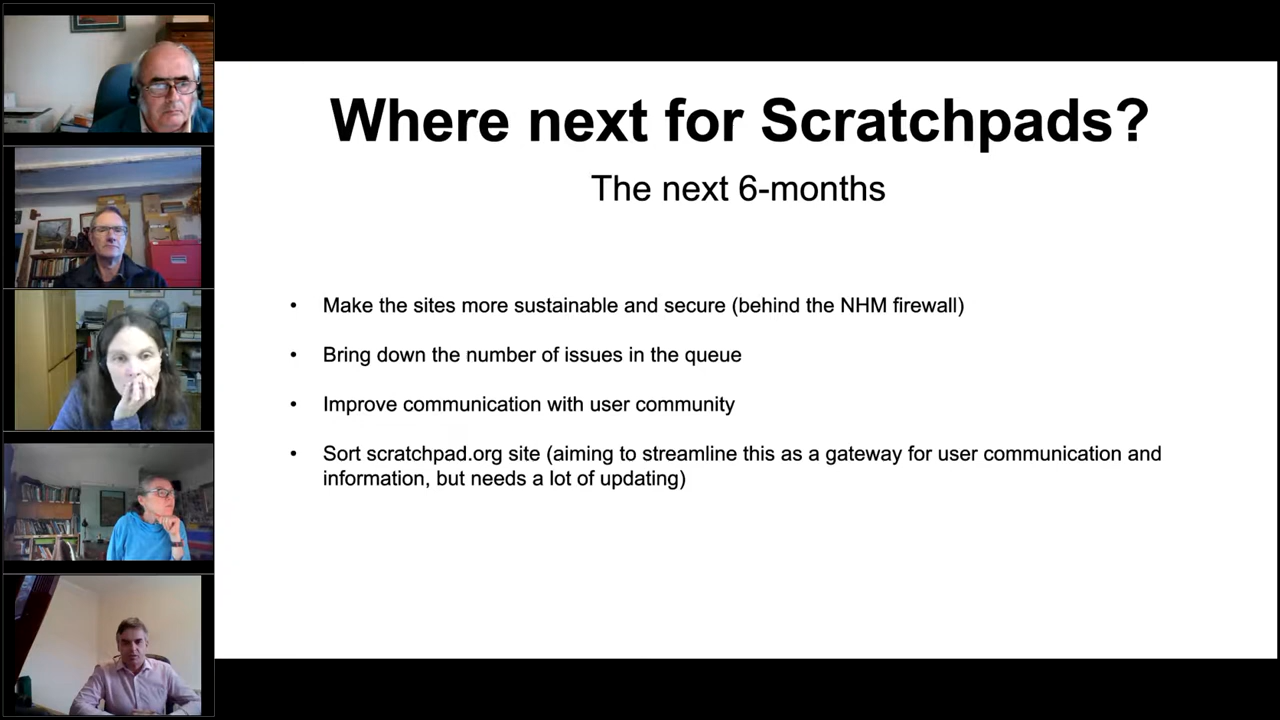 Where next for Scratchpads?
The next 6-months
• Make the sites more sustainable and secure (behind the NHM firewall)
• Bring down the number of issues in the queue
• Improve communication with user community
• Sort scratchpad.org site (aiming to streamline this as a gateway for user communication and
information, but needs a lot of updating)